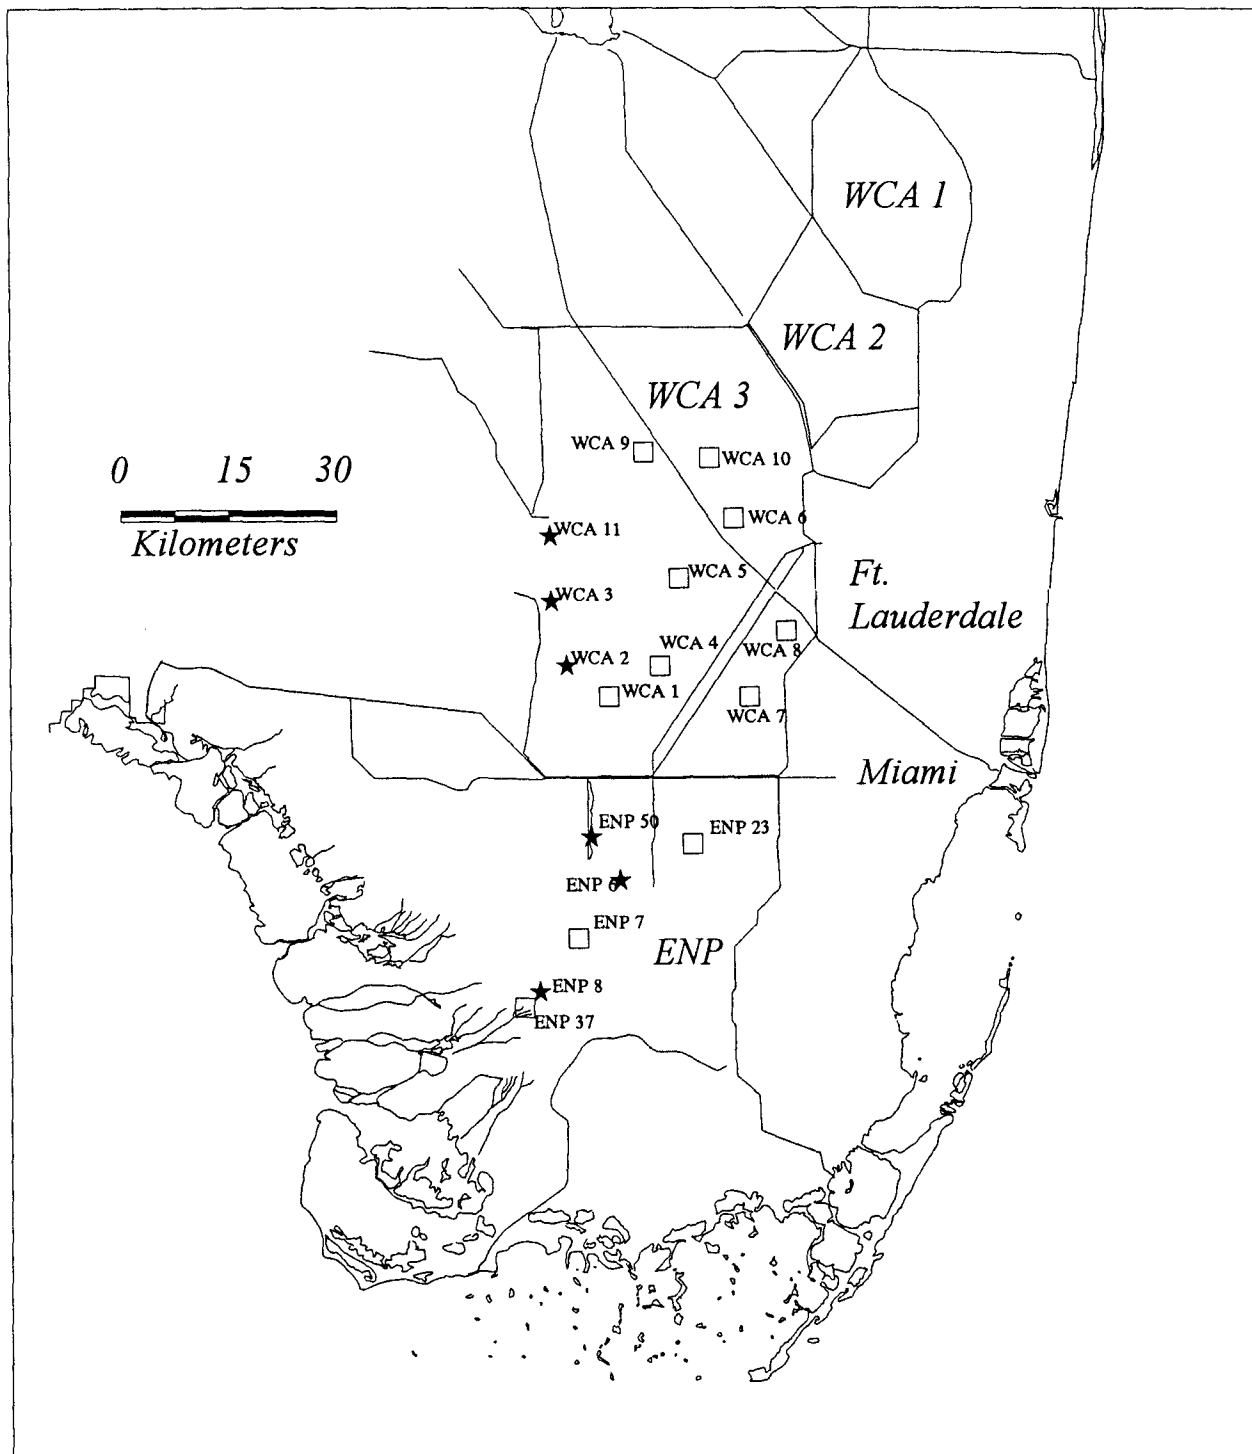 WCA 1
WCA 2
WCA 3
WCA 9
WCA 10
0 15 30
Kilometers
WCA 6
WCA 11
WCA 5
Ft.
Lauderdale
WCA 3
WCA 4
WCA 8
WCA 2
WCA 1
WCA 7
Miami
ENP 50
ENP 23
ENP 6
ENP 7
ENP
ENP 8
ENP 37